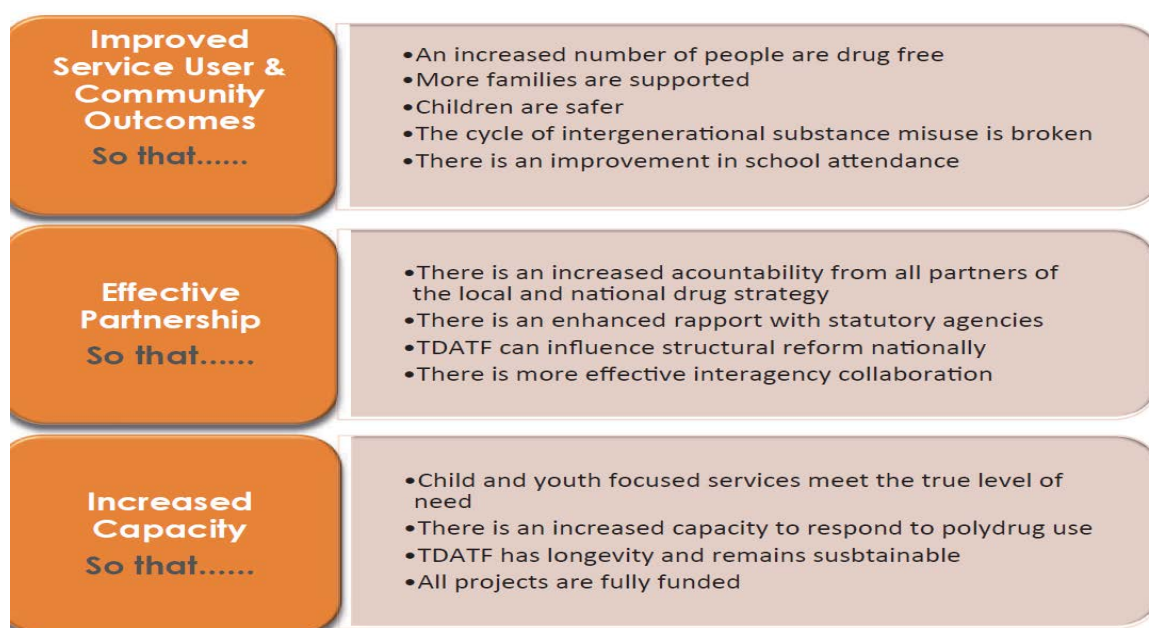 Improved
Service User &
Community
Outcomes
So that......
•An increased number of people are drug free
•More families are supported
•Children are safer
•The cycle of intergenerational substance misuse is broken
•There is an improvement in school attendance
Effective
Partnership
So that......
•There is an increased acountability from all partners of
the local and national drug strategy
•There is an enhanced rapport with statutory agencies
•TDATF can influence structural reform nationally
•There is more effective interagency collaboration
Increased
Capacity
So that......
•Child and youth focused services meet the true level of
need
•There is an increased capacity to respond to polydrug use
•TDATF has longevity and remains susbtainable
•All projects are fully funded